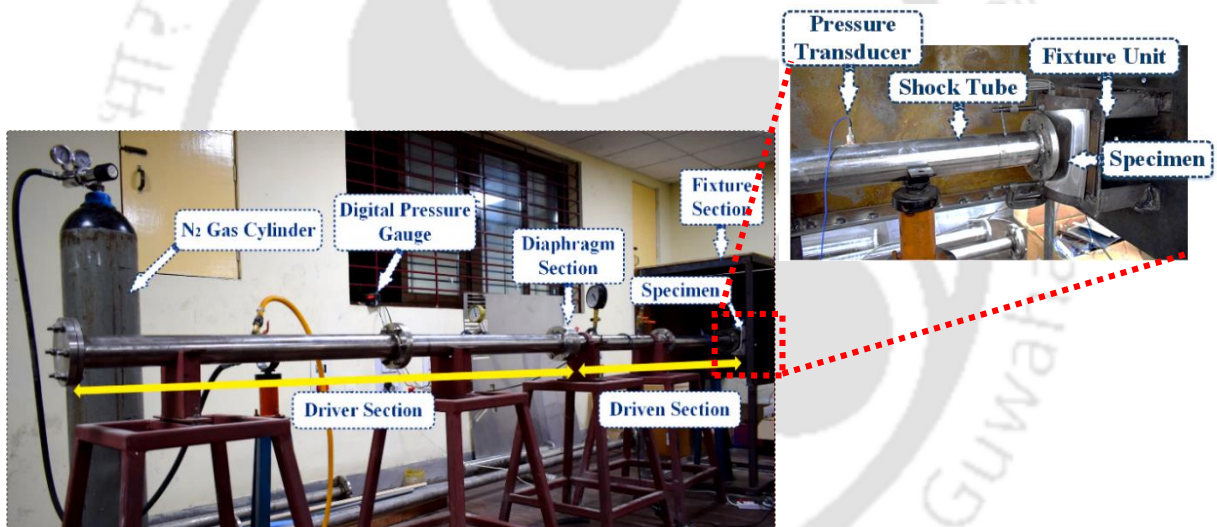 Pressure
Transducer
Fixture Unit
Shock Tube
Specimen
Fixture
Section
N₂ Gas Cylinder
Digital Pressure
Gauge
Diaphragm
Section
Specimen
Driver Section
Driven Section
Guwahati